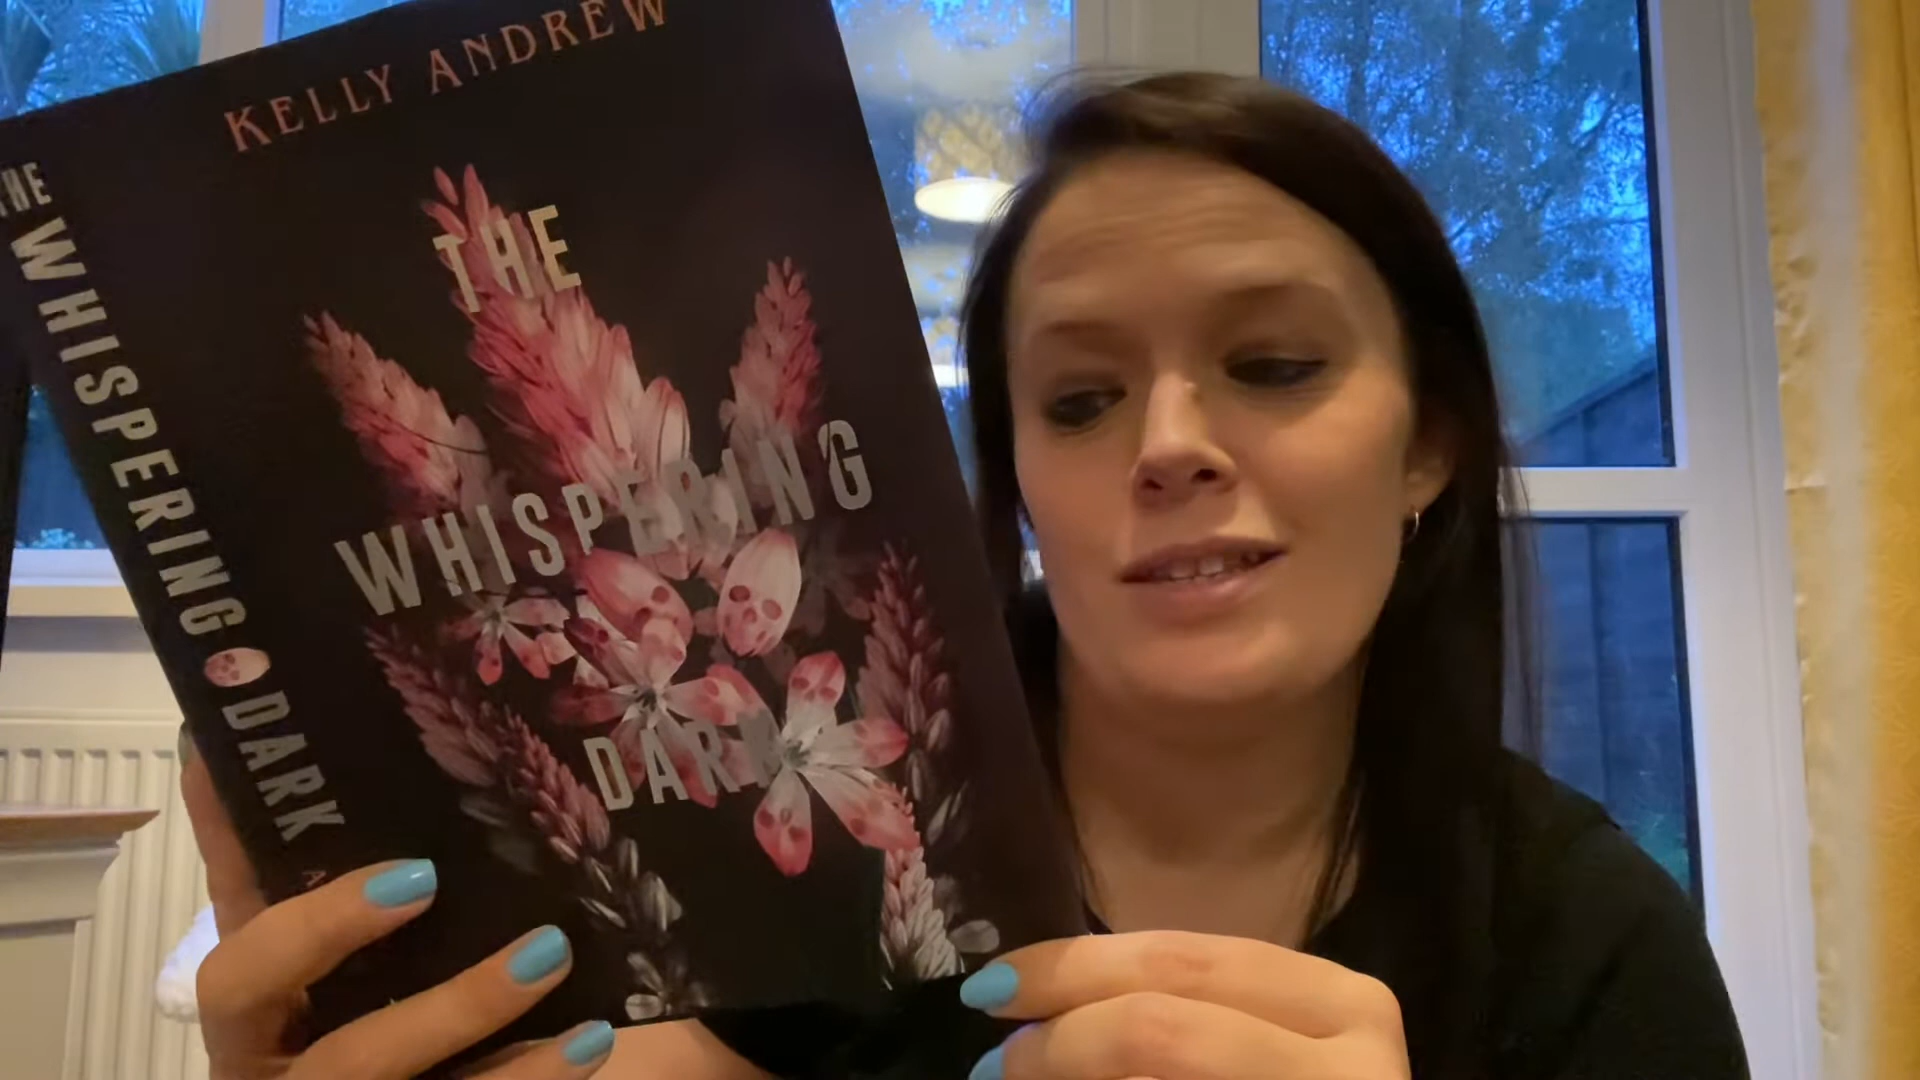 KELLY ANDREW
THE
WHISPERING
DARK
THE WHISPERING DARK